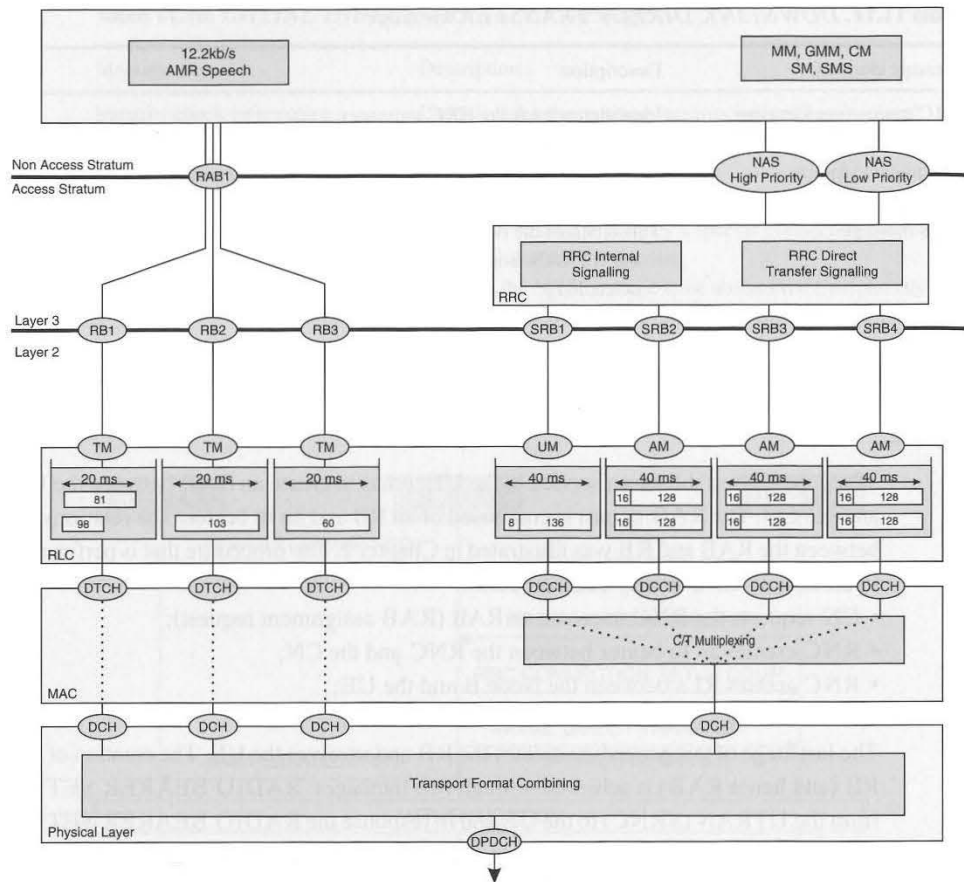 12.2kb/s
AMR Speech
MM, GMM, CM
SM, SMS
Non Access Stratum
Access Stratum
RAB1
NAS
High Priority
NAS
Low Priority
RRC Internal
Signalling
RRC Direct
Transfer Signalling
RRC
Layer 3
Layer 2
RB1
RB2
RB3
SRB1
SRB2
SRB3
SRB4
TM
TM
TM
UM
AM
AM
AM
20 ms
20 ms
20 ms
40 ms
40 ms
40 ms
40 ms
81
16 128
16 128
16 128
98
103
60
8 136
16 128
16 128
16 128
RLC
DTCH
DTCH
DTCH
DCCH
DCCH
DCCH
DCCH
C/T Multiplexing
MAC
DCH
DCH
DCH
DCH
Transport Format Combining
Physical Layer
DPDCH